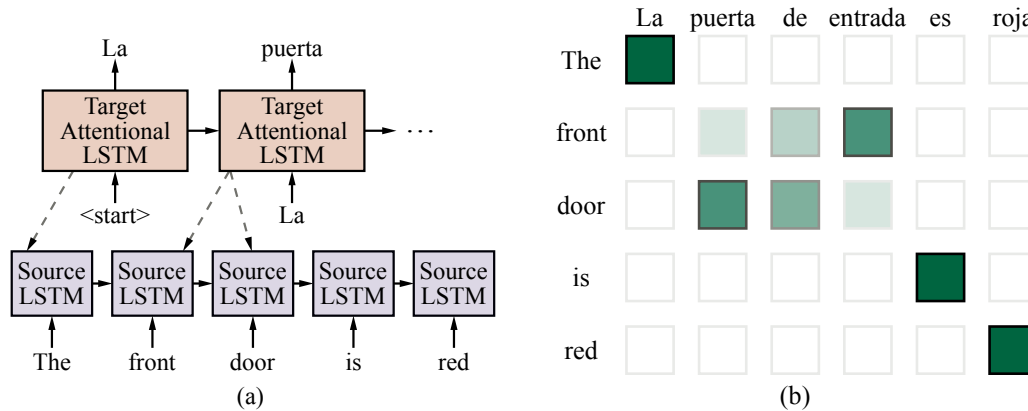 La
puerta
Target
Attentional
LSTM
Target
Attentional
LSTM
. . .
<start>
La
Source
LSTM
Source
LSTM
Source
LSTM
Source
LSTM
Source
LSTM
The
front
door
is
red
(a)
La puerta de entrada es roja
The
front
door
is
red
(b)